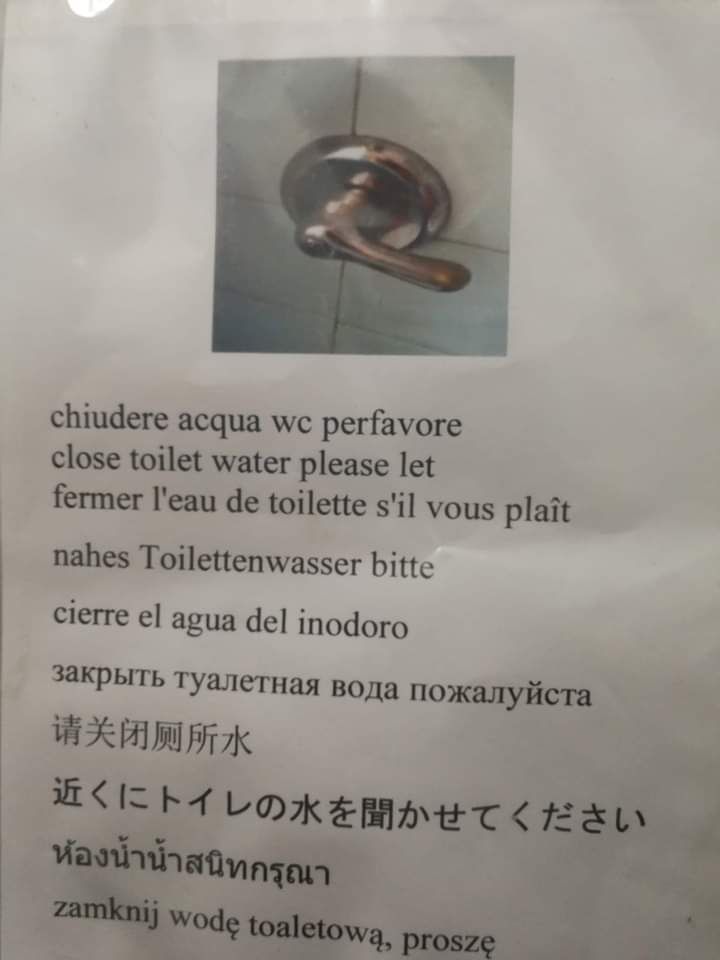 chiudere acqua wc perfavore
close toilet water please let
fermer l'eau de toilette s'il vous plaît
nahes Toilettenwasser bitte
cierre el agua del inodoro
закрыть туалетная вода пожалуйста
请关闭厕所水
近くにトイレの水を聞かせてください
ห้องน้ำน้ำสนิทกรุณา
zamknij wodę toaletową, proszę